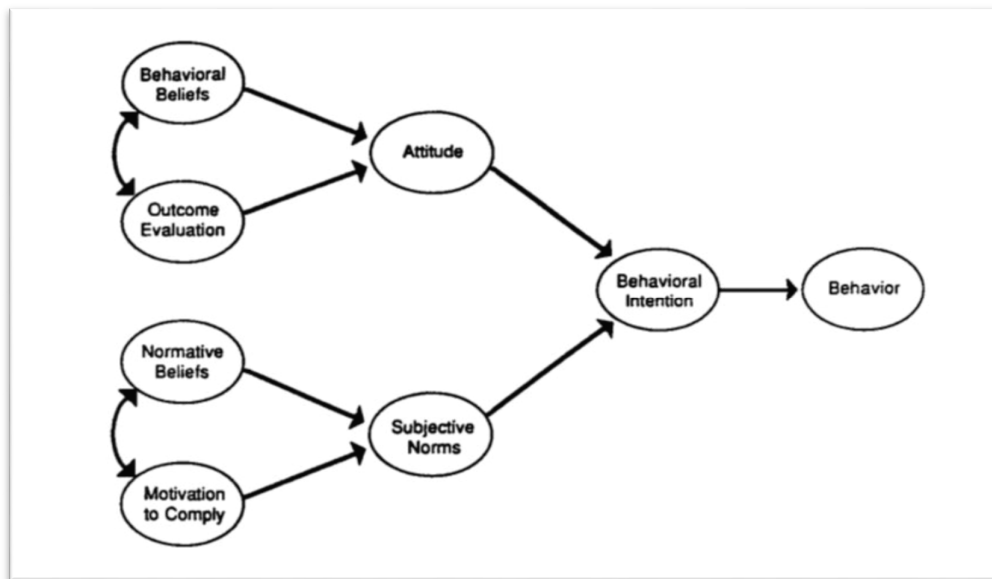 Behavioral
Beliefs
Attitude
Outcome
Evaluation
Behavioral
Intention
Behavior
Normative
Beliefs
Subjective
Norms
Motivation
to Comply